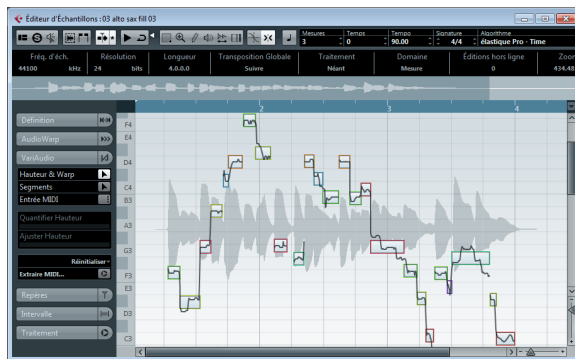 Éditeur d'Échantillons : 03 alto sax fill 03
Mesures Temps Tempo Signature Algorithme
3 0 90.00 4/4 élastique Pro - Time
Fréq. d'éch. Résolution Longueur Transposition Globale Traitement Domaine Éditions hors ligne Zoom
44100 kHz 24 bits 4.0.0.0 Suivre Néant Mesure 0 434.48
2 3 4
Définition
AudioWarp
VariAudio
Hauteur & Warp
Segments
Entrée MIDI
Quantifier Hauteur
Ajuster Hauteur
Réinitialiser
Extraire MIDI...
Repères
Intervalle
Traitement
F4
E4
D4
C4
B3
A3
G3
F3
E3
D3
C3